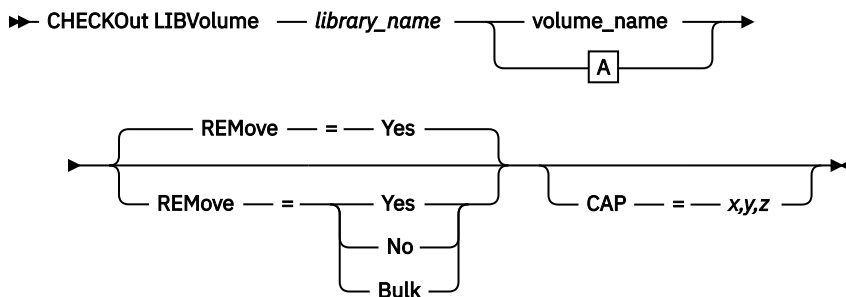 CHECKOut LIBVolume library_name volume_name
A
REMove = Yes
REMove = Yes
No
Bulk
CAP = x,y,z